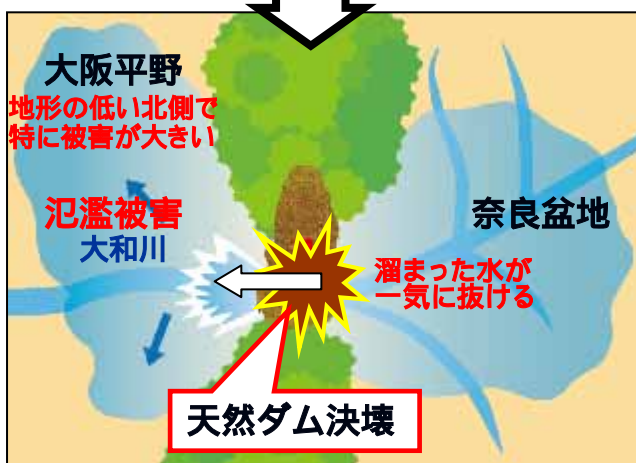 大阪平野
地形の低い北側で
特に被害が大きい
氾濫被害
大和川
奈良盆地
溜まった水が
一気に抜ける
天然ダム決壊